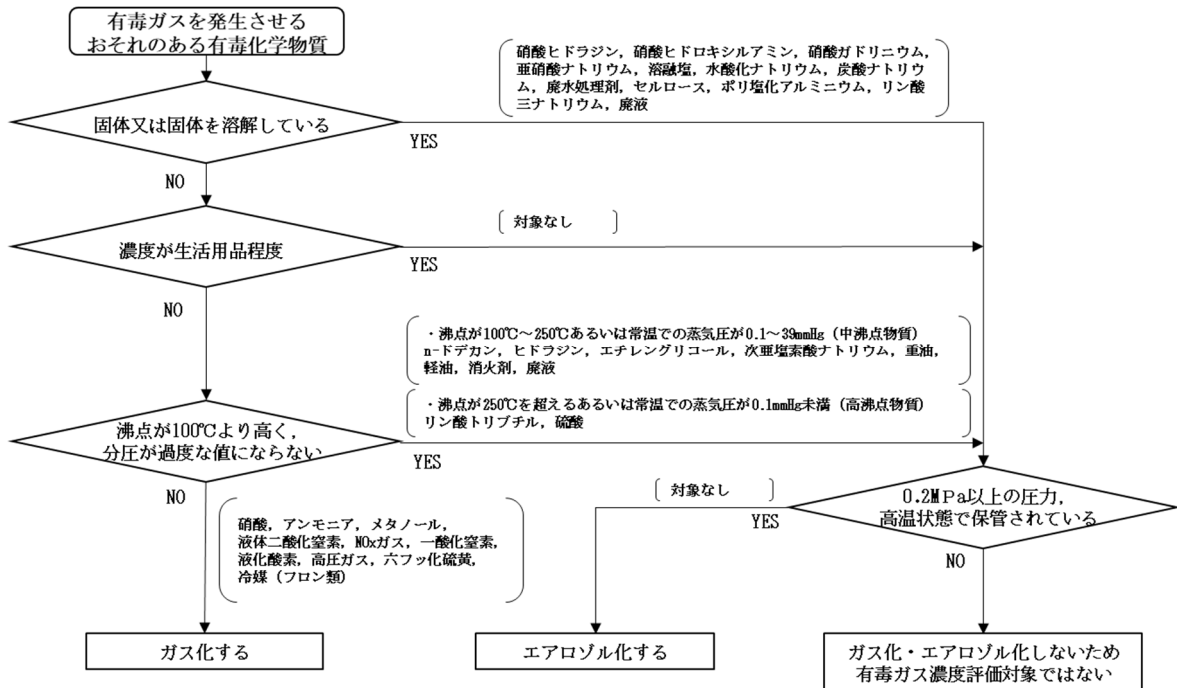 有毒ガスを発生させる
おそれのある有毒化学物質
硝酸ヒドラジン，硝酸ヒドロキシルアミン，硝酸ガドリニウム，
亜硝酸ナトリウム，溶融塩，水酸化ナトリウム，炭酸ナトリウ
ム，廃水処理剤，セルロース，ポリ塩化アルミニウム，リン酸
三ナトリウム，廃液
固体又は固体を溶解している
YES
NO
対象なし
濃度が生活用品程度
YES
NO
・沸点が100℃～250℃あるいは常温での蒸気圧が0.1～39mmHg（中沸点物質）
n-ドデカン，ヒドラジン，エチレングリコール，次亜塩素酸ナトリウム，重油，
軽油，消火剤，廃液
・沸点が250℃を超えるあるいは常温での蒸気圧が0.1mmHg未満（高沸点物質）
リン酸トリブチル，硫酸
沸点が100℃より高く，
分圧が過度な値にならない
YES
NO
対象なし
0.2MPa以上の圧力，
高温状態で保管されている
YES
NO
硝酸，アンモニア，メタノール，
液体二酸化窒素，NOxガス，一酸化窒素，
液化酸素，高圧ガス，六フッ化硫黄，
冷媒（フロン類）
ガス化する
エアロゾル化する
ガス化・エアロゾル化しないため
有毒ガス濃度評価対象ではない